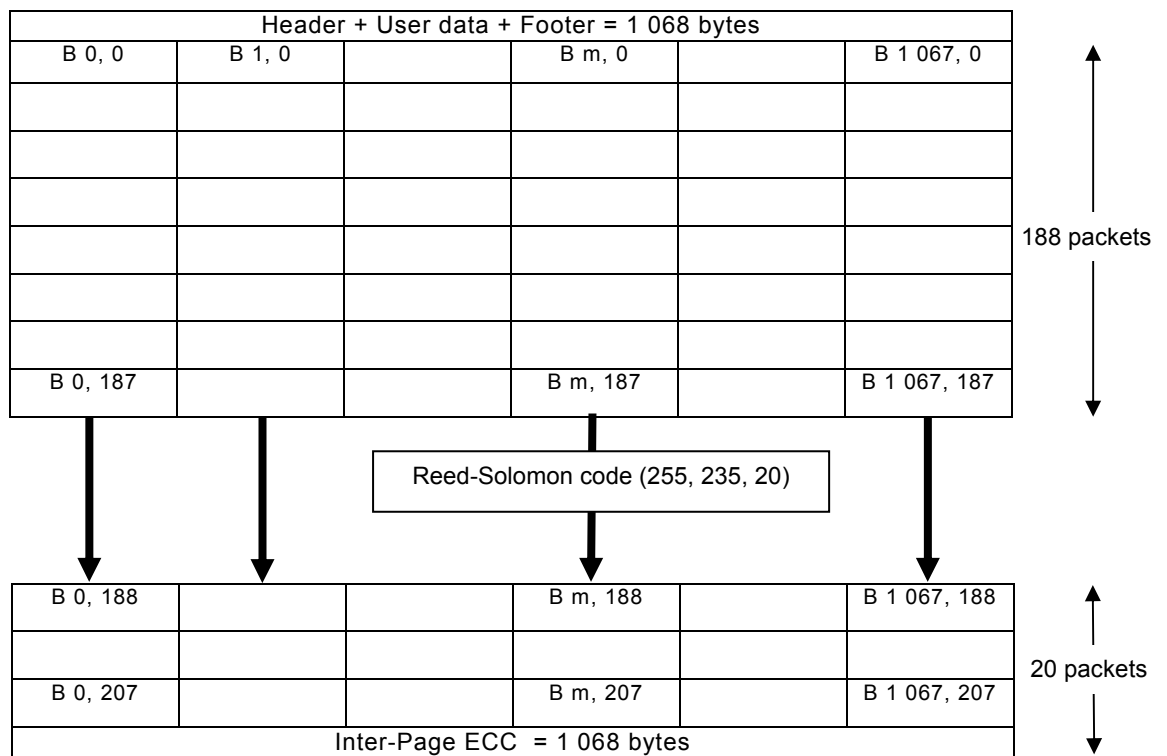 Header + User data + Footer = 1 068 bytes
B 0, 0 B 1, 0 B m, 0 B 1 067, 0
188 packets
B 0, 187 B m, 187 B 1 067, 187
Reed-Solomon code (255, 235, 20)
B 0, 188 B m, 188 B 1 067, 188
20 packets
B 0, 207 B m, 207 B 1 067, 207
Inter-Page ECC = 1 068 bytes